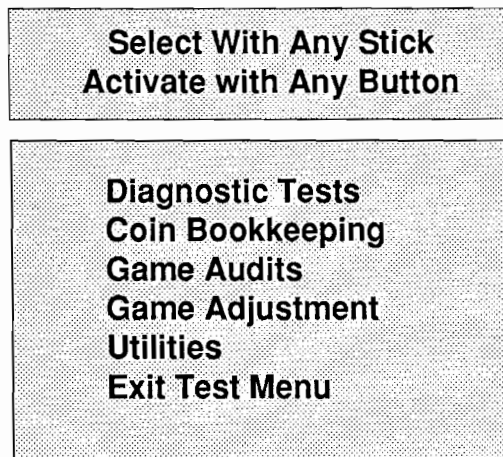 Select With Any Stick
Activate with Any Button
Diagnostic Tests
Coin Bookkeeping
Game Audits
Game Adjustment
Utilities
Exit Test Menu